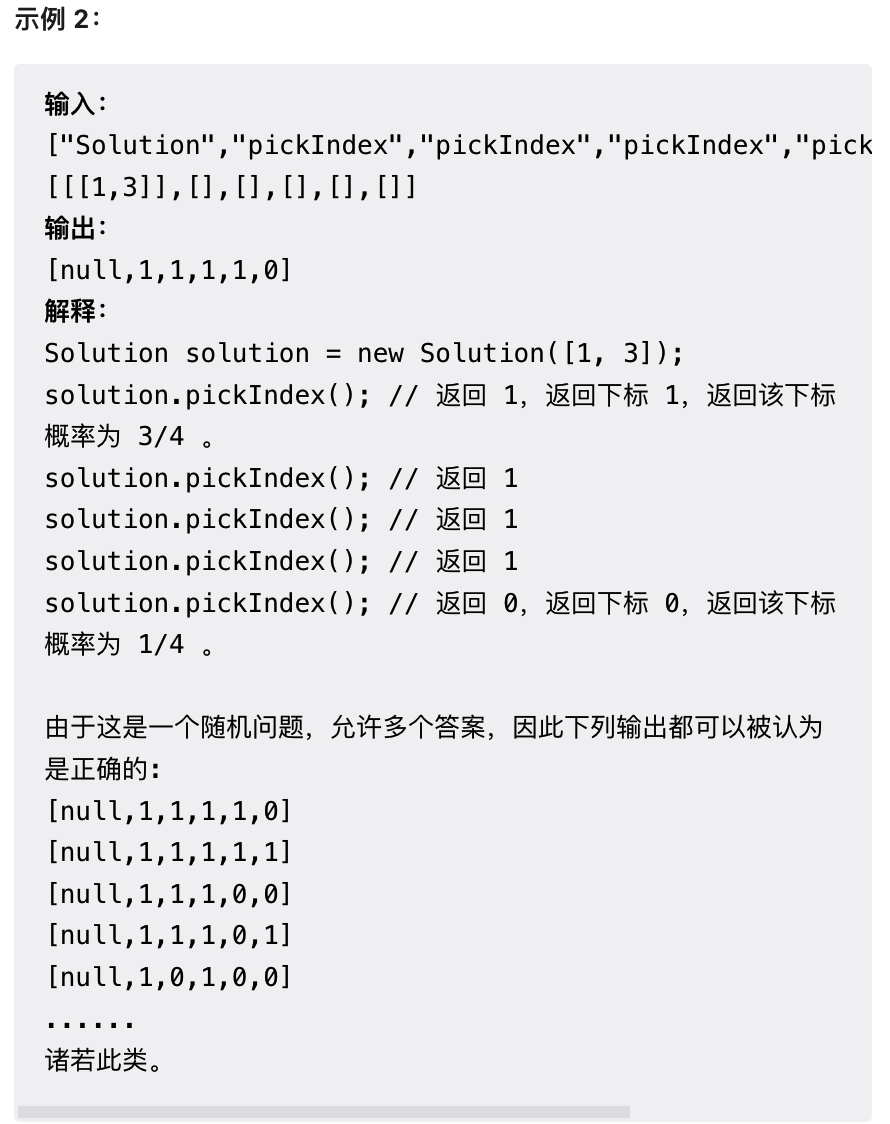 示例 2：
输入：
["Solution","pickIndex","pickIndex","pickIndex","pick
[[[1,3]],[],[],[],[],[]]
输出：
[null,1,1,1,1,0]
解释：
Solution solution = new Solution([1, 3]);
solution.pickIndex(); // 返回 1，返回下标 1，返回该下标
概率为 3/4 。
solution.pickIndex(); // 返回 1
solution.pickIndex(); // 返回 1
solution.pickIndex(); // 返回 1
solution.pickIndex(); // 返回 0，返回下标 0，返回该下标
概率为 1/4 。
由于这是一个随机问题，允许多个答案，因此下列输出都可以被认为
是正确的:
[null,1,1,1,1,0]
[null,1,1,1,1,1]
[null,1,1,1,0,0]
[null,1,1,1,0,1]
[null,1,0,1,0,0]
......
诸若此类。